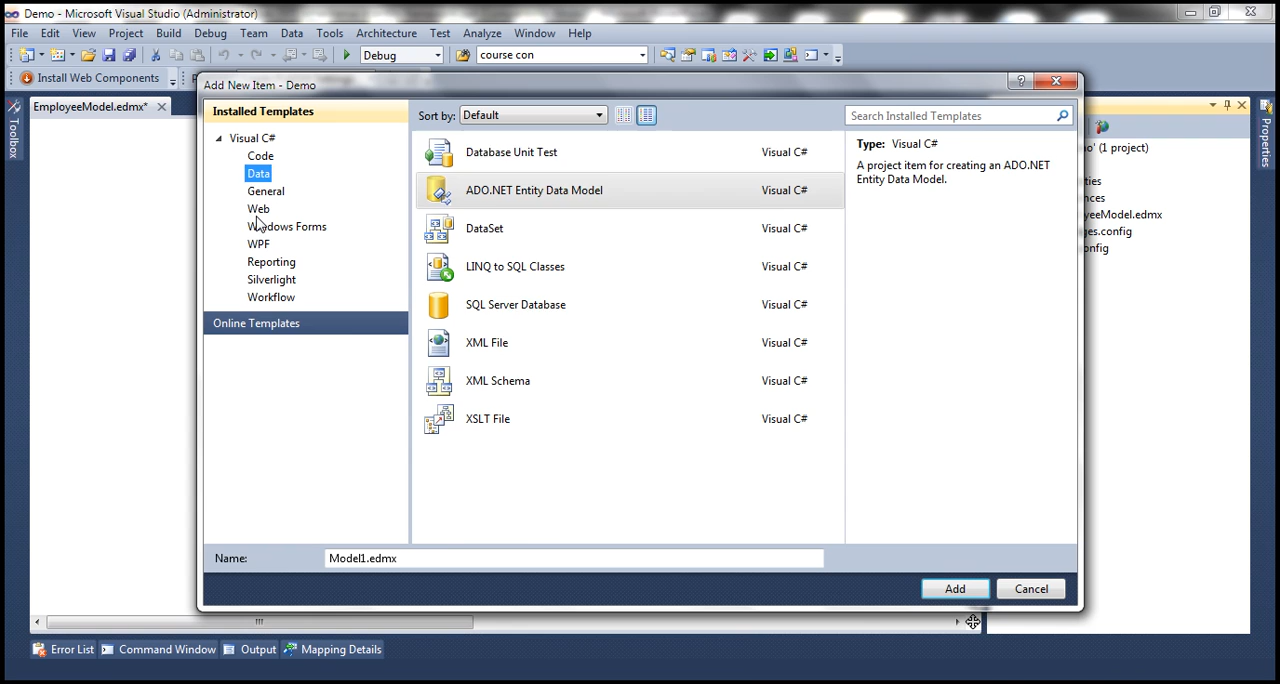 Demo - Microsoft Visual Studio (Administrator)
File Edit View Project Build Debug Team Data Tools Architecture Test Analyze Window Help
Debug course con
Install Web Components
EmployeeModel.edmx*
Toolbox
Properties
Add New Item - Demo
Installed Templates
Visual C#
Code
Data
General
Web
Windows Forms
WPF
Reporting
Silverlight
Workflow
Online Templates
Sort by: Default
Database Unit Test Visual C#
ADO.NET Entity Data Model Visual C#
DataSet Visual C#
LINQ to SQL Classes Visual C#
SQL Server Database Visual C#
XML File Visual C#
XML Schema Visual C#
XSLT File Visual C#
Search Installed Templates
Type: Visual C#
A project item for creating an ADO.NET
Entity Data Model.
Name: Model1.edmx
Add Cancel
(1 project)
Error List Command Window Output Mapping Details